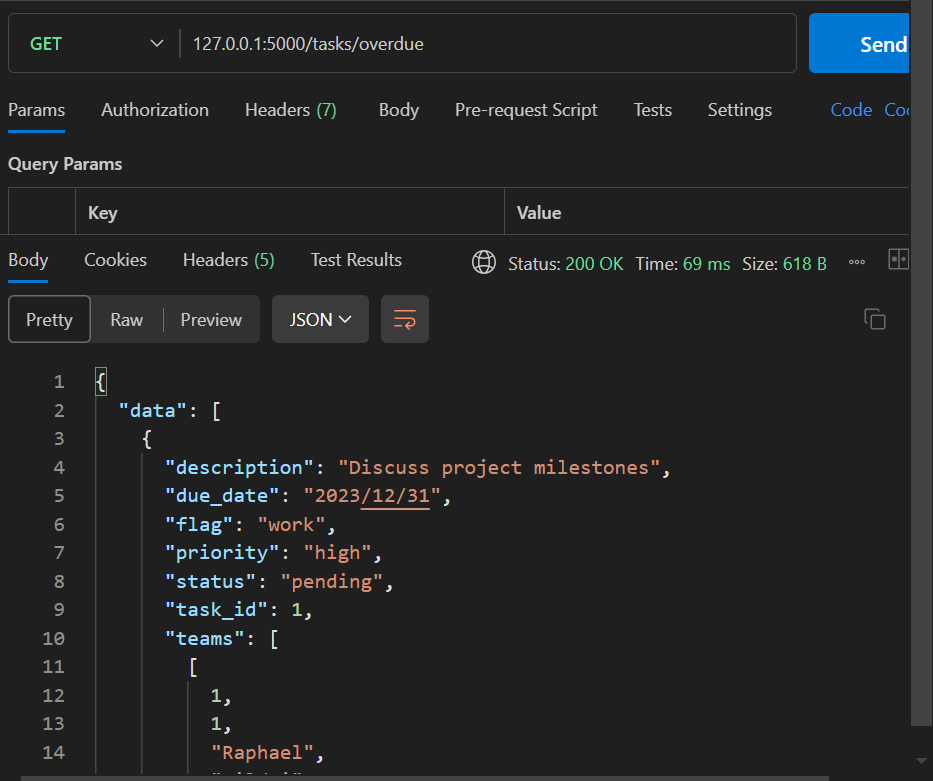 GET 127.0.0.1:5000/tasks/overdue Send
Params Authorization Headers (7) Body Pre-request Script Tests Settings Code
Query Params
Key Value
Body Cookies Headers (5) Test Results Status: 200 OK Time: 69 ms Size: 618 B
Pretty Raw Preview JSON
1 {
2 "data": [
3 {
4 "description": "Discuss project milestones",
5 "due_date": "2023/12/31",
6 "flag": "work",
7 "priority": "high",
8 "status": "pending",
9 "task_id": 1,
10 "teams": [
11 [
12 1,
13 1,
14 "Raphael",